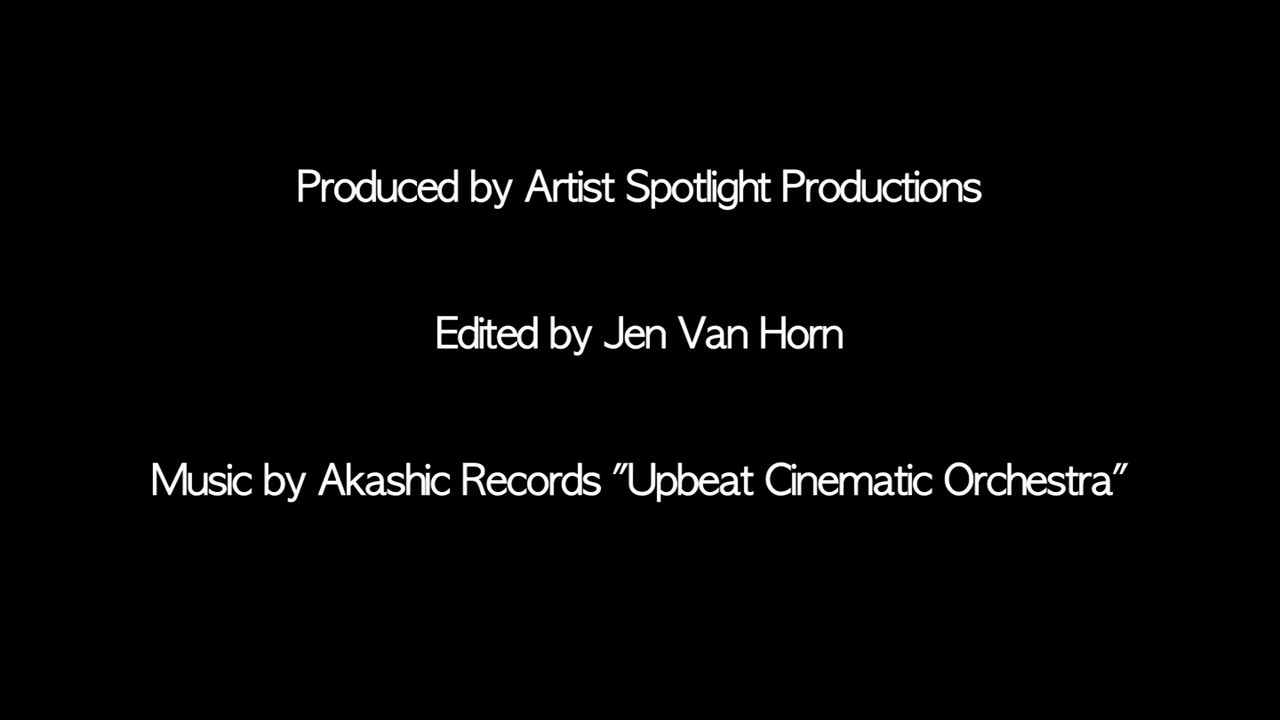 Produced by Artist Spotlight Productions
Edited by Jen Van Horn
Music by Akashic Records "Upbeat Cinematic Orchestra"